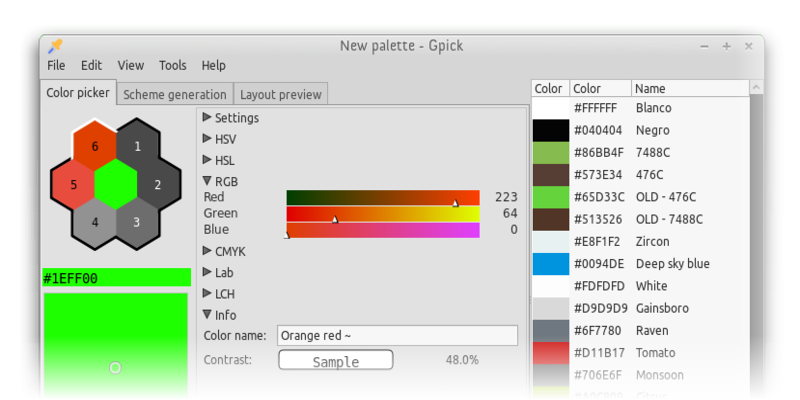 New palette - Gpick
File Edit View Tools Help
Color picker Scheme generation Layout preview
6
1
5
2
4
3
#1EFF00
Settings
HSV
HSL
RGB
Red 223
Green 64
Blue 0
CMYK
Lab
LCH
Info
Color name: Orange red ~
Contrast: Sample 48.0%
Color Color Name
#FFFFFF Blanco
#040404 Negro
#86BB4F 7488C
#573E34 476C
#65D33C OLD - 476C
#513526 OLD - 7488C
#E8F1F2 Zircon
#0094DE Deep sky blue
#FDFDFD White
#D9D9D9 Gainsboro
#6F7780 Raven
#D11B17 Tomato
#706E6F Monsoon